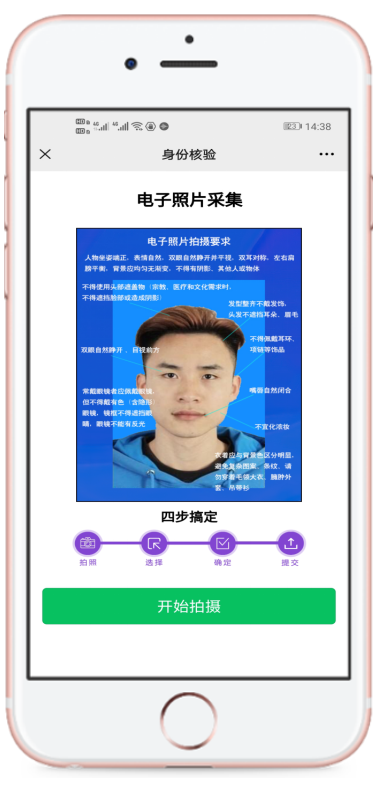 14:38
身份核验
电子照片采集
电子照片拍摄要求
人物坐姿端正，表情自然，双眼自然睁开并平视，双耳对称，左右肩
膀平衡，背景应均匀无渐变，不得有阴影、其他人或物体
不得使用头部遮盖物（宗教、医疗和文化需求时，
不得遮挡脸部或造成阴影）
发型整齐不戴发饰，
头发不遮挡耳朵、眉毛
不得佩戴耳环、
项链等饰品
双眼自然睁开，目视前方
常戴眼镜者应佩戴眼镜，
但不得戴有色（含隐形）
眼镜，镜框不得遮挡眼
睛，眼镜不能有反光
嘴唇自然闭合
不宜化浓妆
衣着应与背景色区分明显，
避免复杂图案、条纹，请
勿穿着毛领大衣、臃肿外
套、吊带衫
四步搞定
拍照 选择 确定 提交
开始拍摄